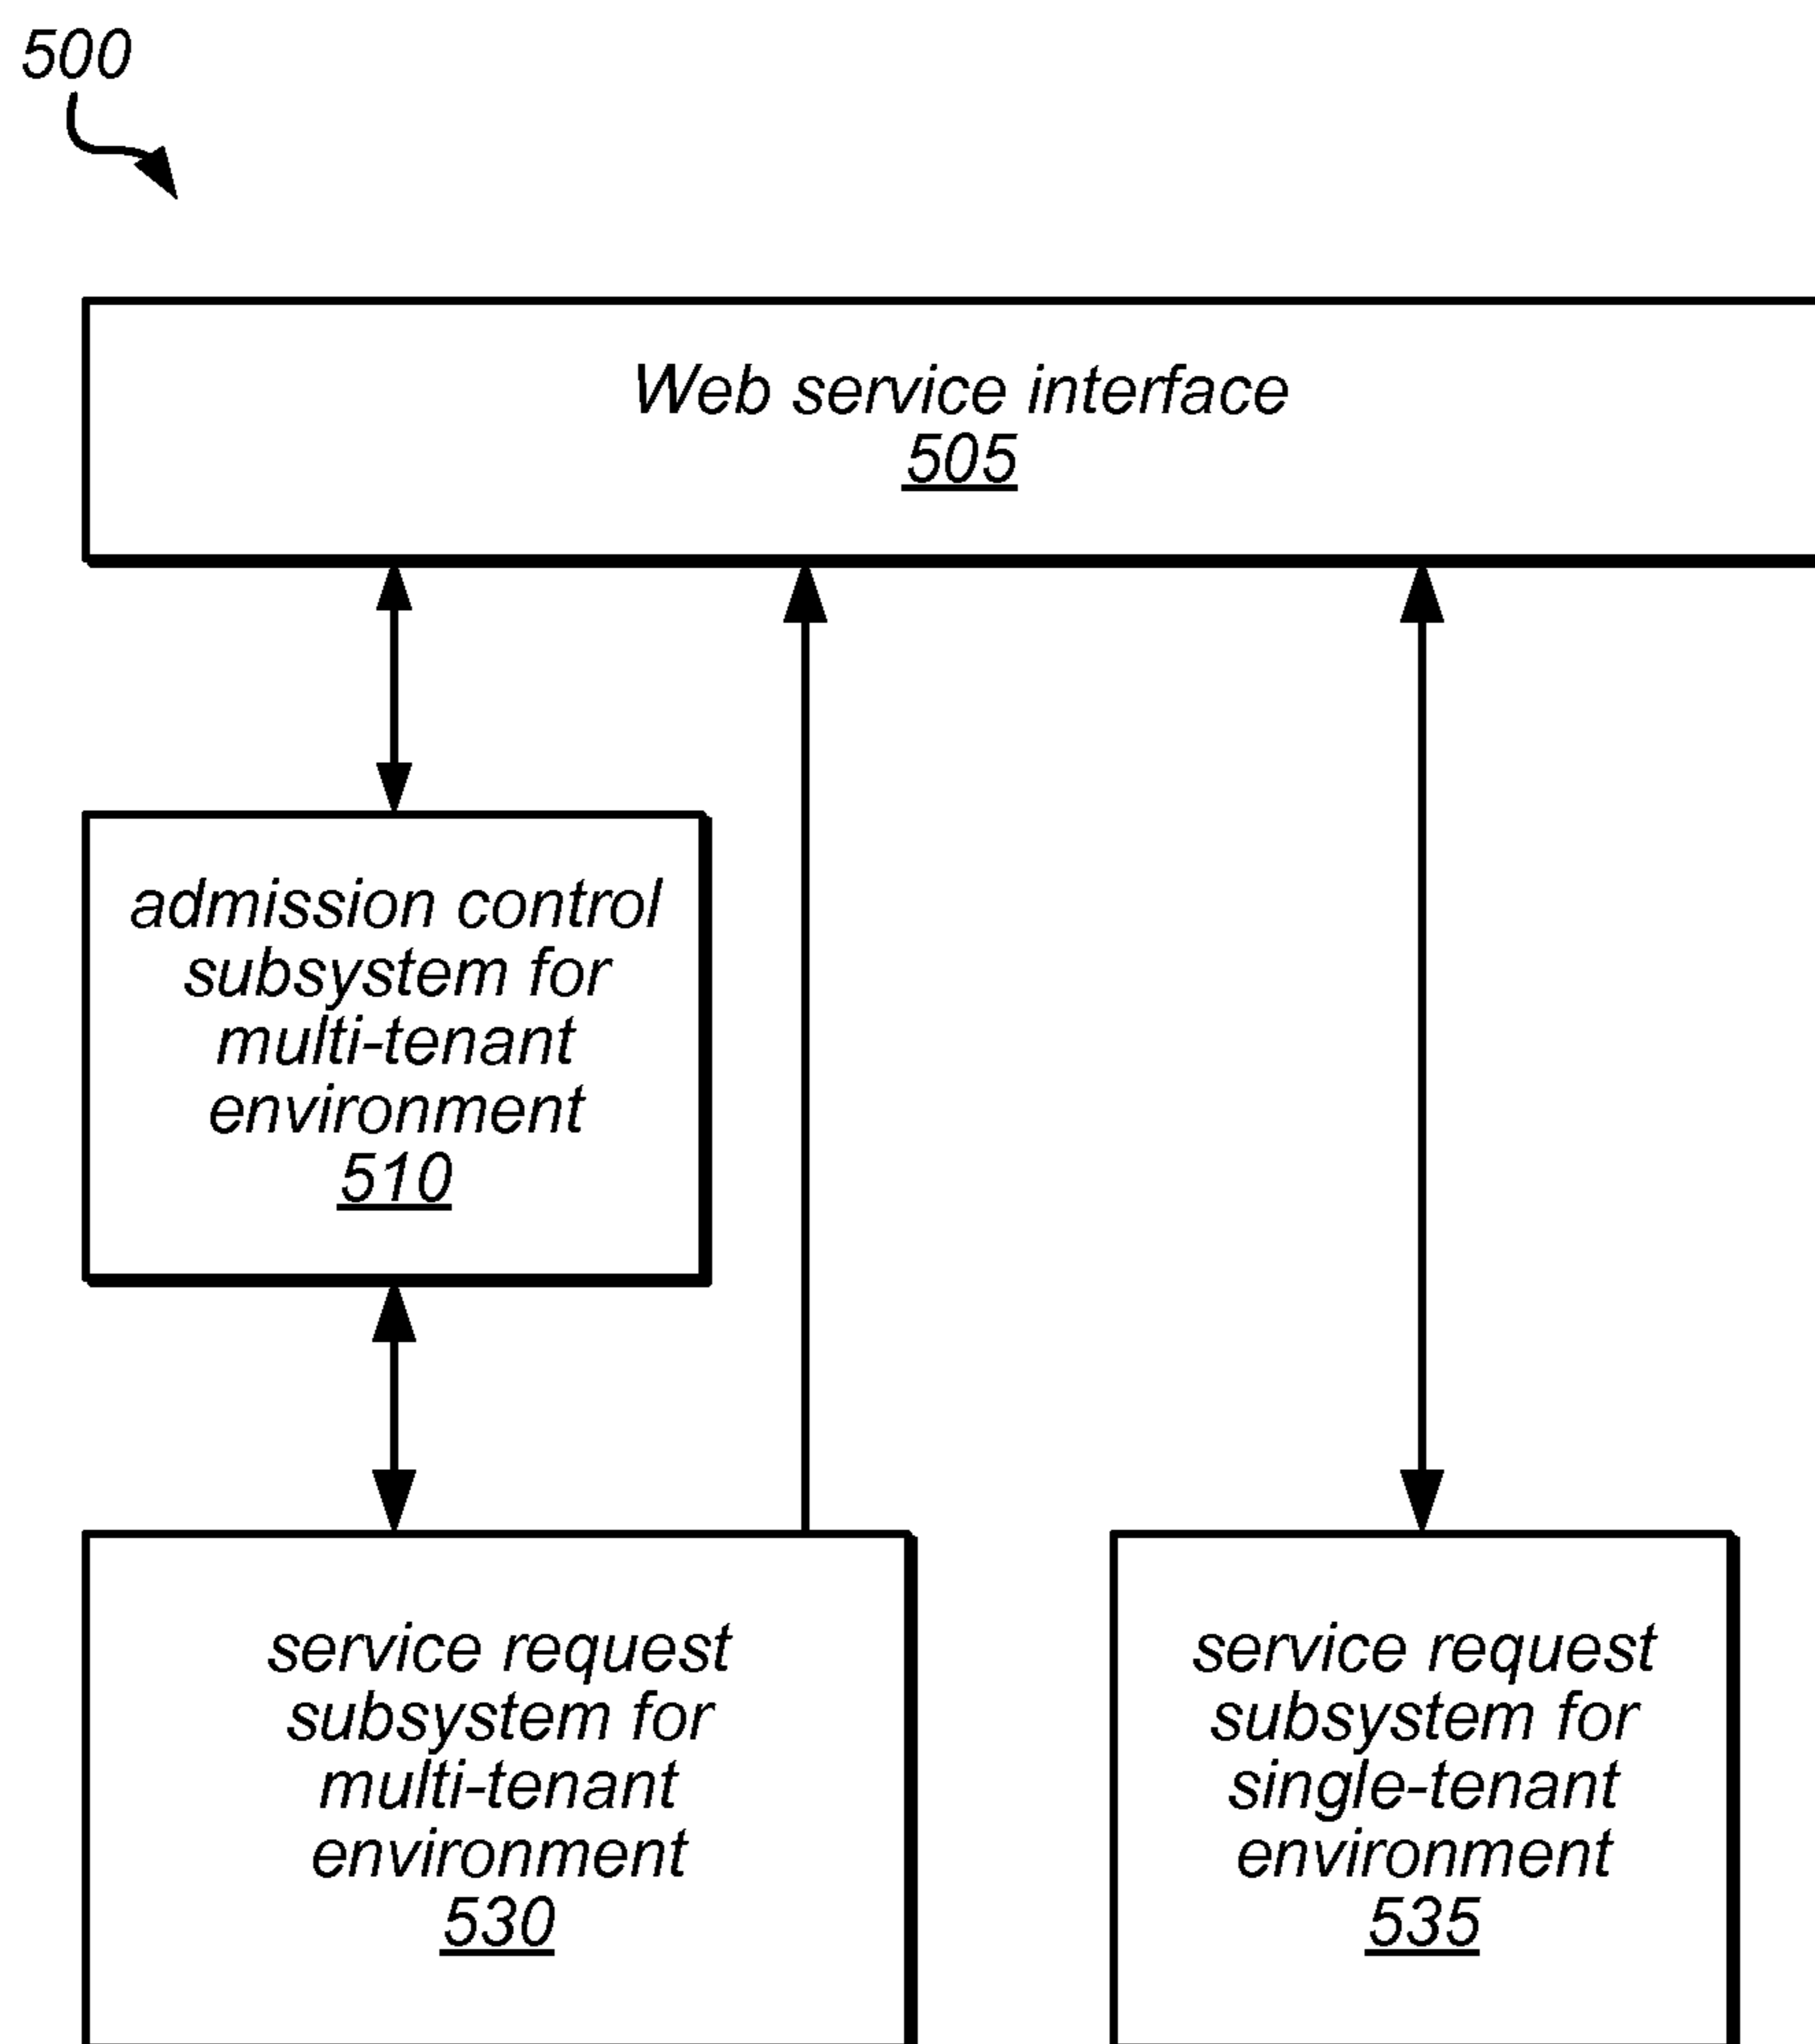 500
Web service interface
505
admission control
subsystem for
multi-tenant
environment
510
service request
subsystem for
multi-tenant
environment
530
service request
subsystem for
single-tenant
environment
535